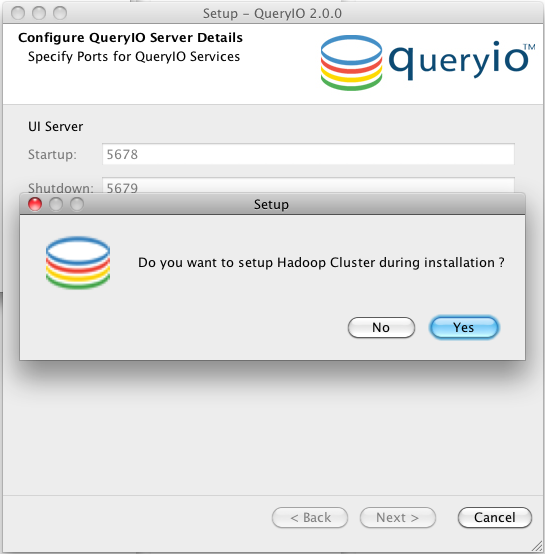 Setup – QueryIO 2.0.0
Configure QueryIO Server Details
Specify Ports for QueryIO Services
queryio™
UI Server
Startup: 5678
Shutdown: 5679
Setup
Do you want to setup Hadoop Cluster during installation ?
No Yes
< Back Next > Cancel